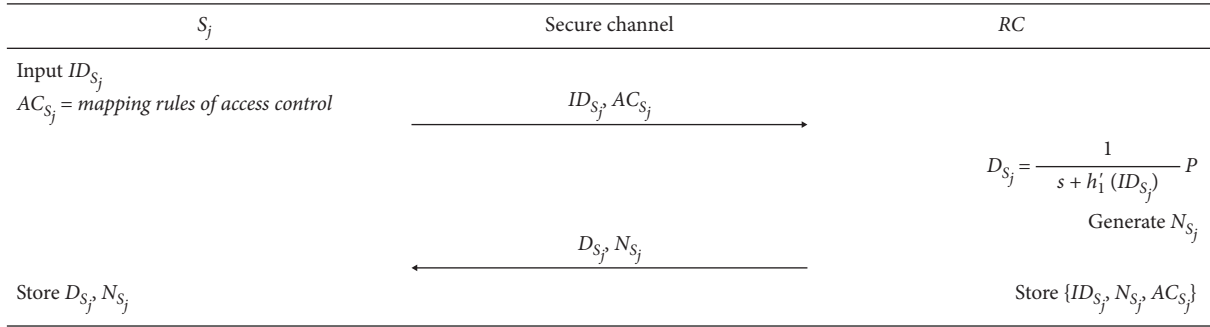 S_j Secure channel RC
Input ID_{S_j}
AC_{S_j} = mapping rules of access control
ID_{S_j}, AC_{S_j}
D_{S_j} = \frac{1}{s + h'_1 (ID_{S_j})} P
Generate N_{S_j}
D_{S_j}, N_{S_j}
Store D_{S_j}, N_{S_j} Store {ID_{S_j}, N_{S_j}, AC_{S_j}}